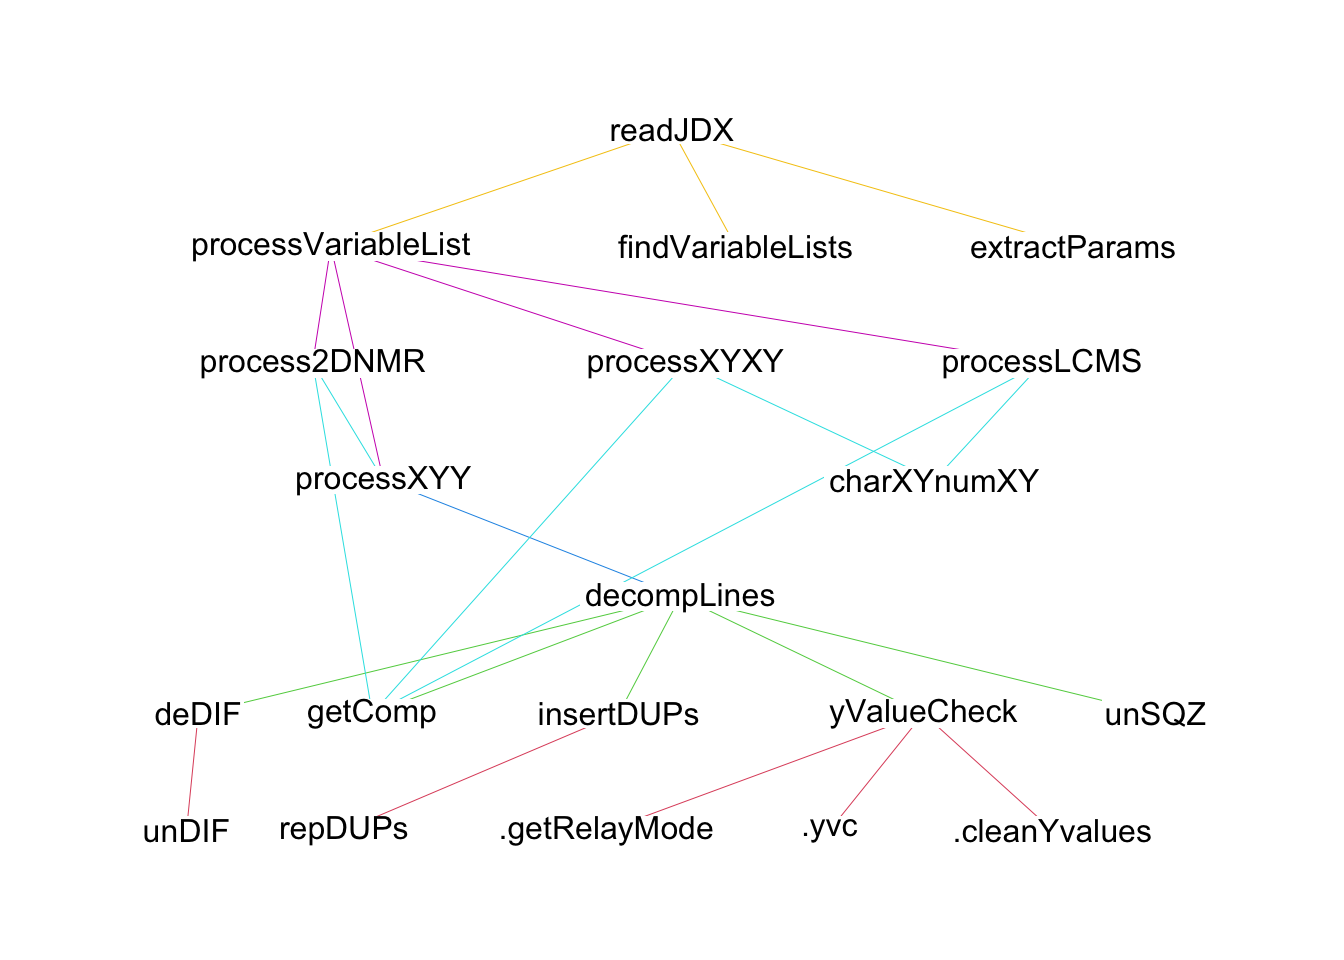 readJDX
processVariableList findVariableLists extractParams
process2DNMR processXYXY processLCMS
processXYY charXYnumXY
decompLines
deDIF getComp insertDUPs yValueCheck unSQZ
unDIF repDUPs .getRelayMode .yvc .cleanYvalues